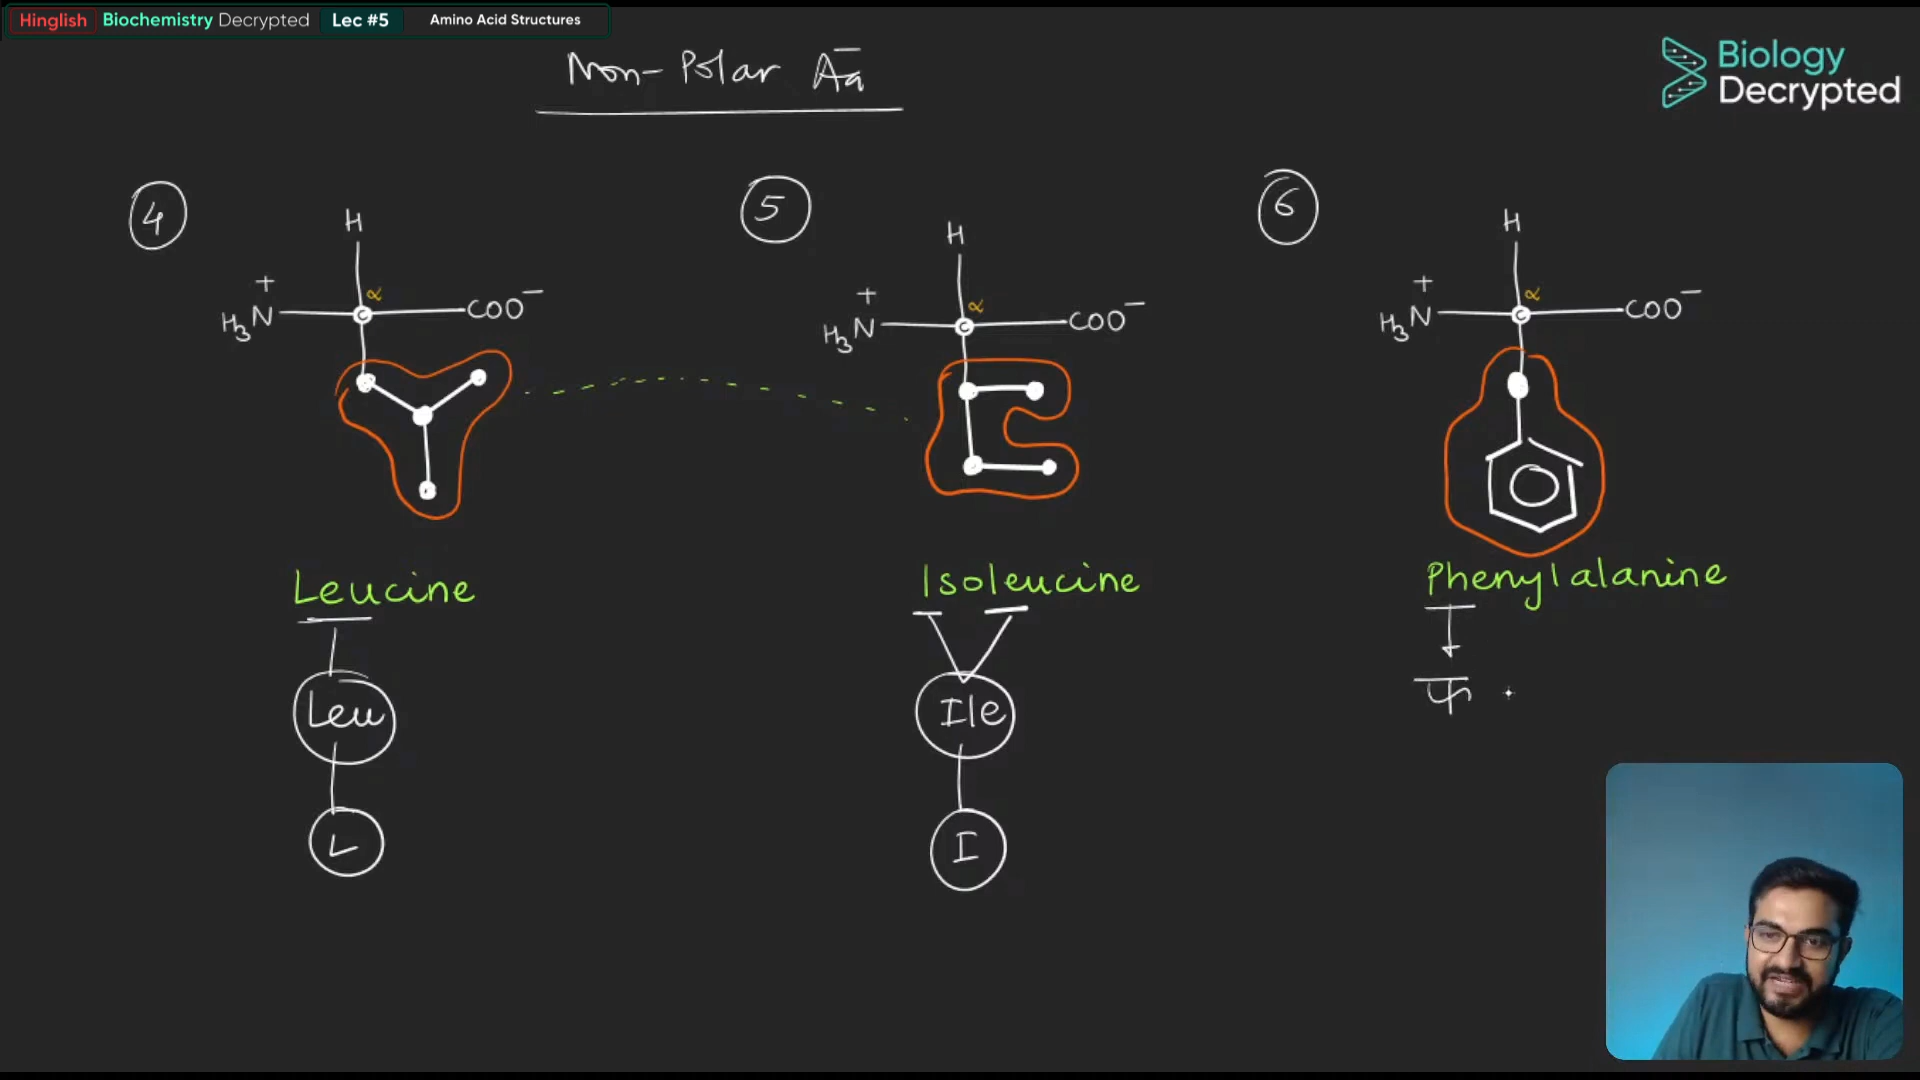 Hinglish Biochemistry Decrypted Lec #5 Amino Acid Structures
Biology
Decrypted
Non-Polar Aa
4
H
+
H3N
C
α
COO−
Leucine
Leu
L
5
H
+
H3N
C
α
COO−
Isoleucine
Ile
I
6
H
+
H3N
C
α
COO−
Phenylalanine
फ